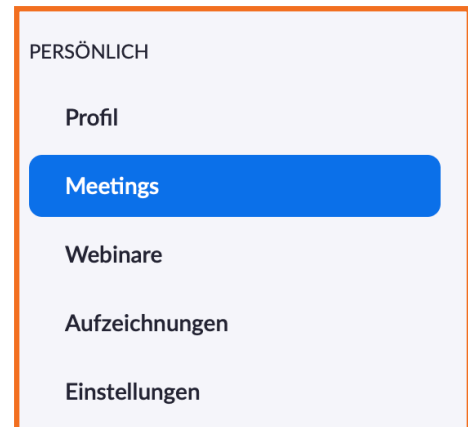 PERSÖNLICH
Profil
Meetings
Webinare
Aufzeichnungen
Einstellungen